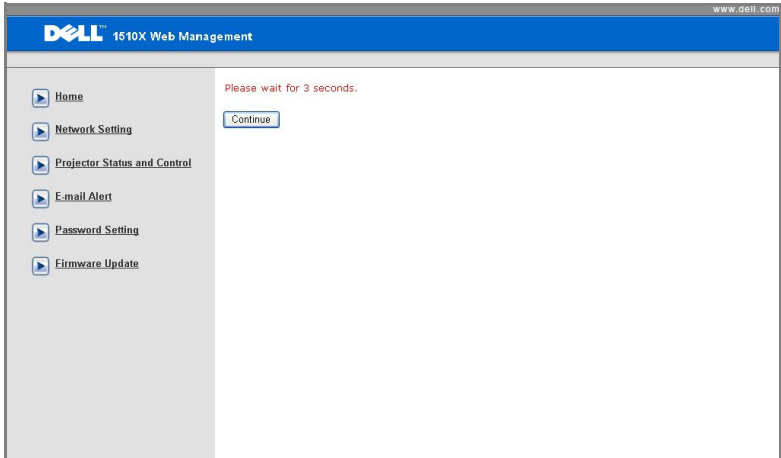 www.dell.com
DELL™ 1510X Web Management
Home
Network Setting
Projector Status and Control
E-mail Alert
Password Setting
Firmware Update
Please wait for 3 seconds.
Continue